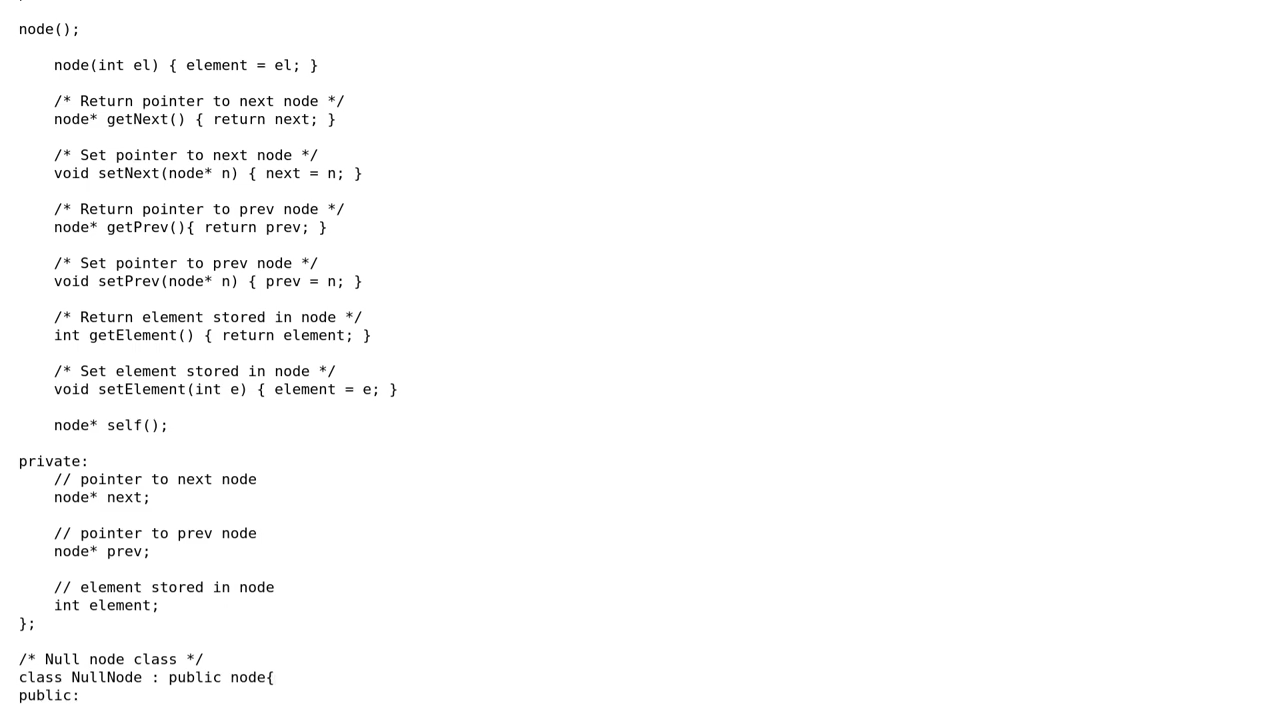 node();
node(int el) { element = el; }
/* Return pointer to next node */
node* getNext() { return next; }
/* Set pointer to next node */
void setNext(node* n) { next = n; }
/* Return pointer to prev node */
node* getPrev(){ return prev; }
/* Set pointer to prev node */
void setPrev(node* n) { prev = n; }
/* Return element stored in node */
int getElement() { return element; }
/* Set element stored in node */
void setElement(int e) { element = e; }
node* self();
private:
// pointer to next node
node* next;
// pointer to prev node
node* prev;
// element stored in node
int element;
};
/* Null node class */
class NullNode : public node{
public: